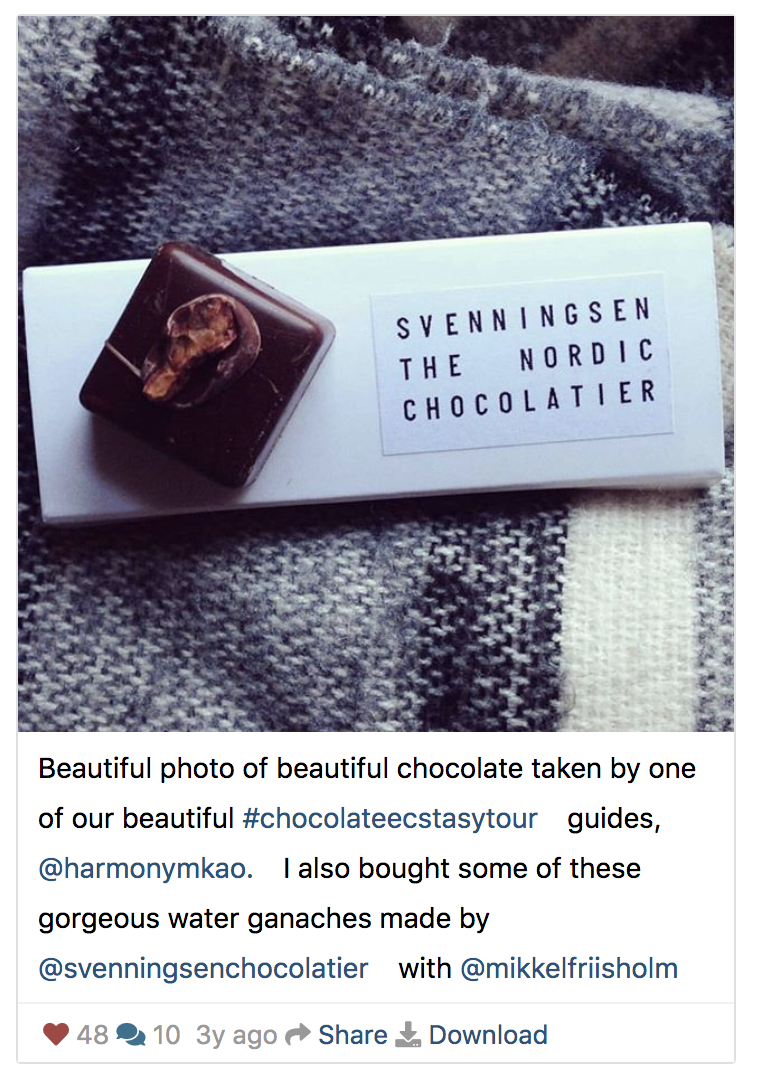 SVENNINGSEN
THE NORDIC
CHOCOLATIER
Beautiful photo of beautiful chocolate taken by one
of our beautiful #chocolateecstasytour guides,
@harmonymkao. I also bought some of these
gorgeous water ganaches made by
@svenningsenchocolatier with @mikkelfriisholm
48 10 3y ago Share Download